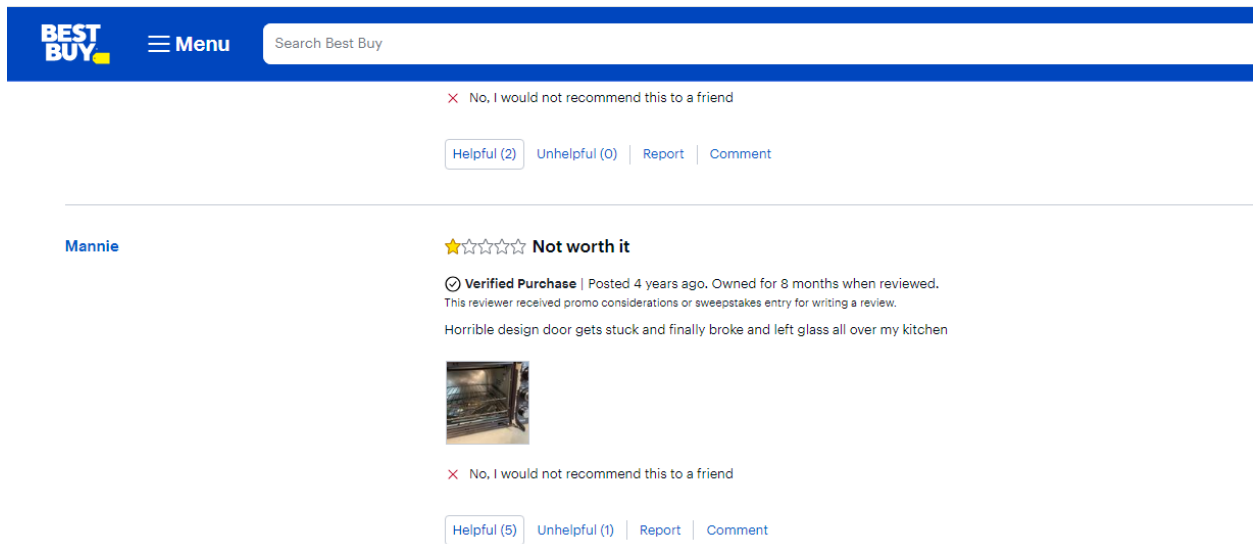 BEST
BUY
Menu
Search Best Buy
No, I would not recommend this to a friend
Helpful (2) Unhelpful (0) Report Comment
Mannie
Not worth it
Verified Purchase | Posted 4 years ago. Owned for 8 months when reviewed.
This reviewer received promo considerations or sweepstakes entry for writing a review.
Horrible design door gets stuck and finally broke and left glass all over my kitchen
No, I would not recommend this to a friend
Helpful (5) Unhelpful (1) Report Comment